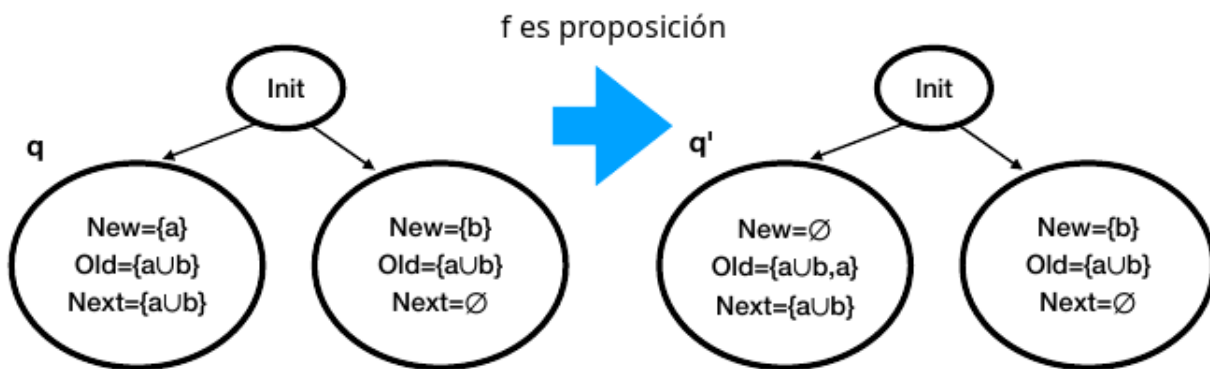 f es proposición
Init
q
New={a}
Old={a∪b}
Next={a∪b}
New={b}
Old={a∪b}
Next=∅
Init
q'
New=∅
Old={a∪b,a}
Next={a∪b}
New={b}
Old={a∪b}
Next=∅